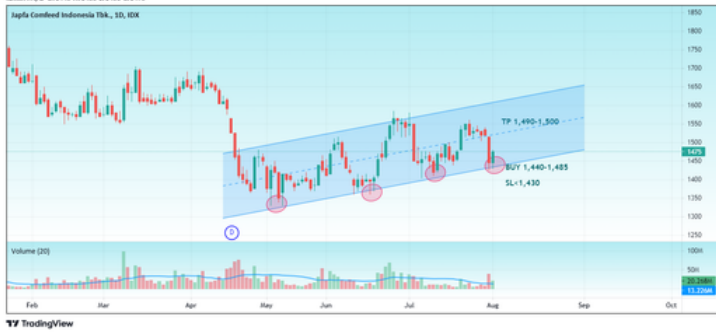 Japfa Comfeed Indonesia Tbk., 1D, IDX
1850
1800
1750
1700
1650
1600
1550
TP 1,490-1,500
1500
1475
1450
BUY 1,440-1,485
1400
SL<1,430
1350
1300
D
1250
Volume (20)
100M
50M
20.268M
13.226M
Feb Mar Apr May Jun Jul Aug Sep Oct
TradingView